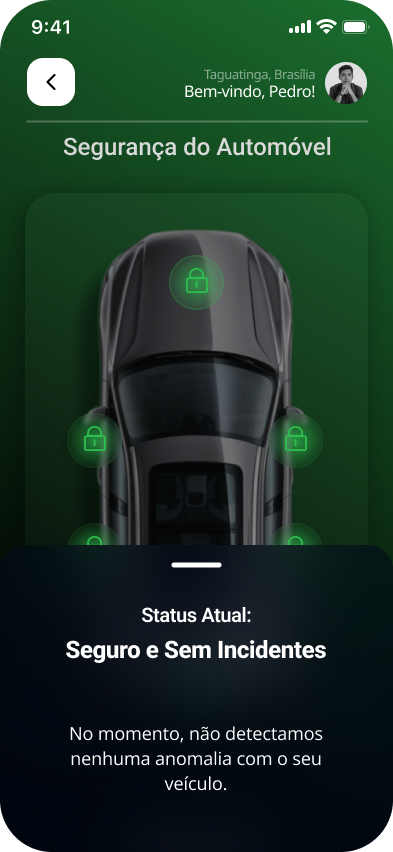 9:41
Taguatinga, Brasília
Bem-vindo, Pedro!
Segurança do Automóvel
Status Atual:
Seguro e Sem Incidentes
No momento, não detectamos
nenhuma anomalia com o seu
veículo.